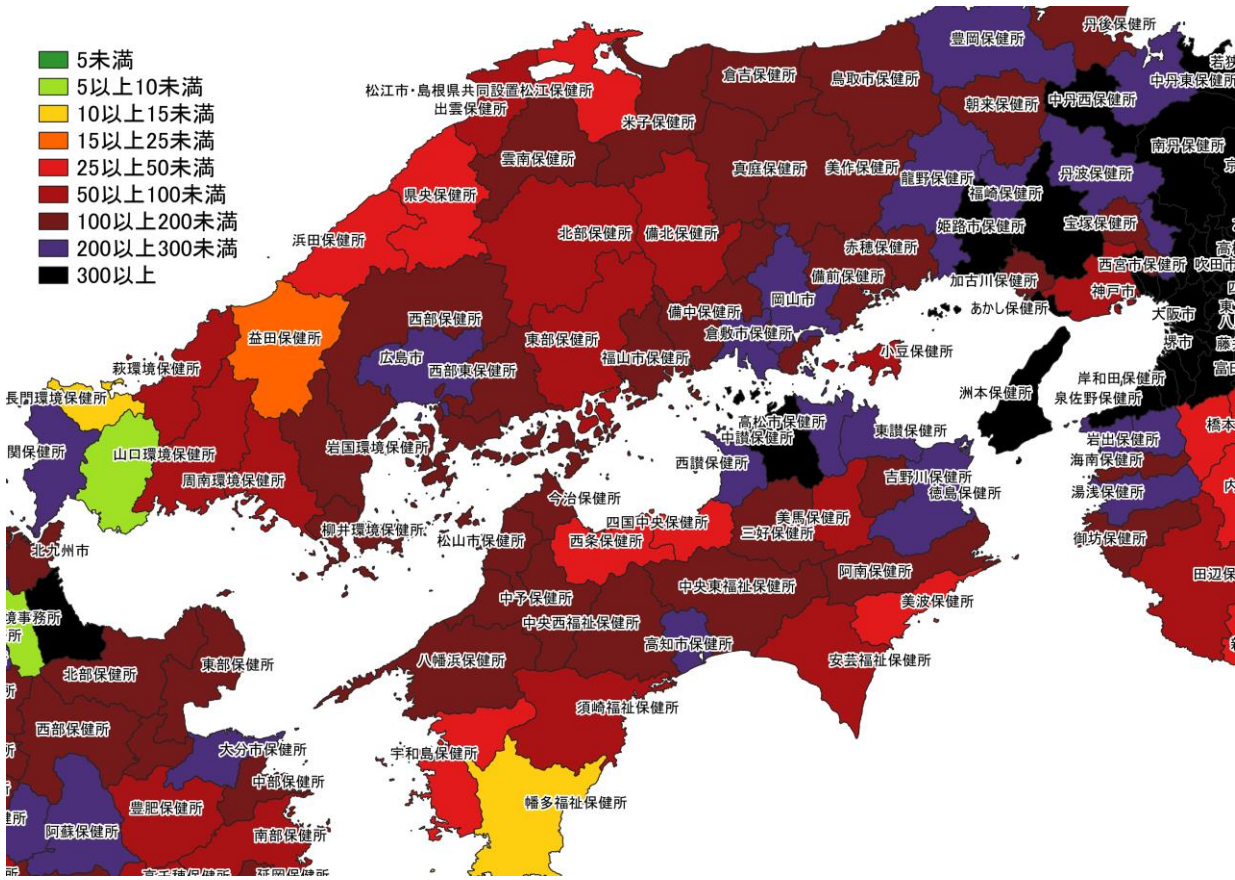 5未満
5以上10未満
10以上15未満
15以上25未満
25以上50未満
50以上100未満
100以上200未満
200以上300未満
300以上
丹後保健所
豊岡保健所
若狭
中丹東保健所
倉吉保健所
鳥取市保健所
松江市・島根県共同設置松江保健所
中丹西保健所
朝来保健所
出雲保健所
米子保健所
南丹保健所
京
雲南保健所
真庭保健所
美作保健所
丹波保健所
龍野保健所
福崎保健所
県央保健所
宝塚保健所
姫路市保健所
北部保健所
備北保健所
浜田保健所
赤穂保健所
西宮市保健所
吹田市
備前保健所
加古川保健所
神戸市
岡山市
あかし保健所
大阪市
備中保健所
西部保健所
倉敷市保健所
東部保健所
益田保健所
堺市
小豆保健所
広島市
福山市保健所
萩環境保健所
西部東保健所
岸和田保健所
長門環境保健所
洲本保健所
泉佐野保健所
高松市保健所
橋本
中讃保健所
東讃保健所
岩出保健所
岩国環境保健所
関保健所
山口環境保健所
西讃保健所
海南保健所
周南環境保健所
吉野川保健所
徳島保健所
湯浅保健所
今治保健所
美馬保健所
四国中央保健所
柳井環境保健所
三好保健所
御坊保健所
松山市保健所
西条保健所
北九州市
阿南保健所
田辺保
中予保健所
中央東福祉保健所
美波保健所
境事務所
中央西福祉保健所
所
高知市保健所
八幡浜保健所
安芸福祉保健所
東部保健所
北部保健所
須崎福祉保健所
西部保健所
大分市保健所
宇和島保健所
中部保健所
幡多福祉保健所
豊肥保健所
阿蘇保健所
南部保健所
高千穂保健所
延岡保健所